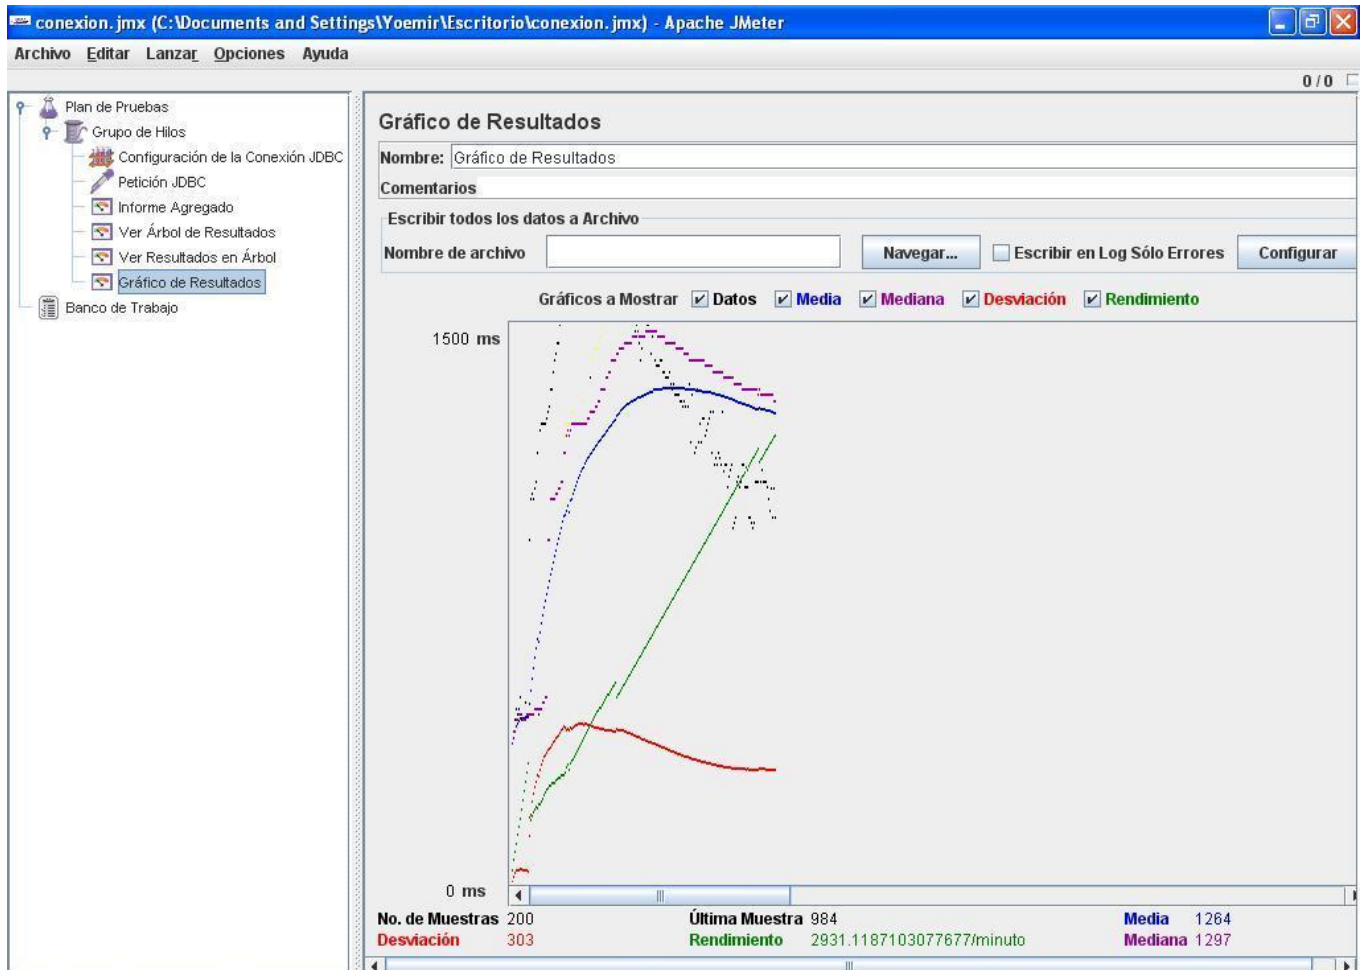 conexion.jmx (C:\Documents and Settings\Yoemir\Escritorio\conexion.jmx) - Apache JMeter
Archivo Editar Lanzar Opciones Ayuda
0 / 0
Plan de Pruebas
Grupo de Hilos
Configuración de la Conexión JDBC
Petición JDBC
Informe Agregado
Ver Árbol de Resultados
Ver Resultados en Árbol
Gráfico de Resultados
Banco de Trabajo
Gráfico de Resultados
Nombre: Gráfico de Resultados
Comentarios
Escribir todos los datos a Archivo
Nombre de archivo Navegar... Escribir en Log Sólo Errores Configurar
Gráficos a Mostrar Datos Media Mediana Desviación Rendimiento
1500 ms
0 ms
No. de Muestras 200 Última Muestra 984 Media 1264
Desviación 303 Rendimiento 2931.1187103077677/minuto Mediana 1297